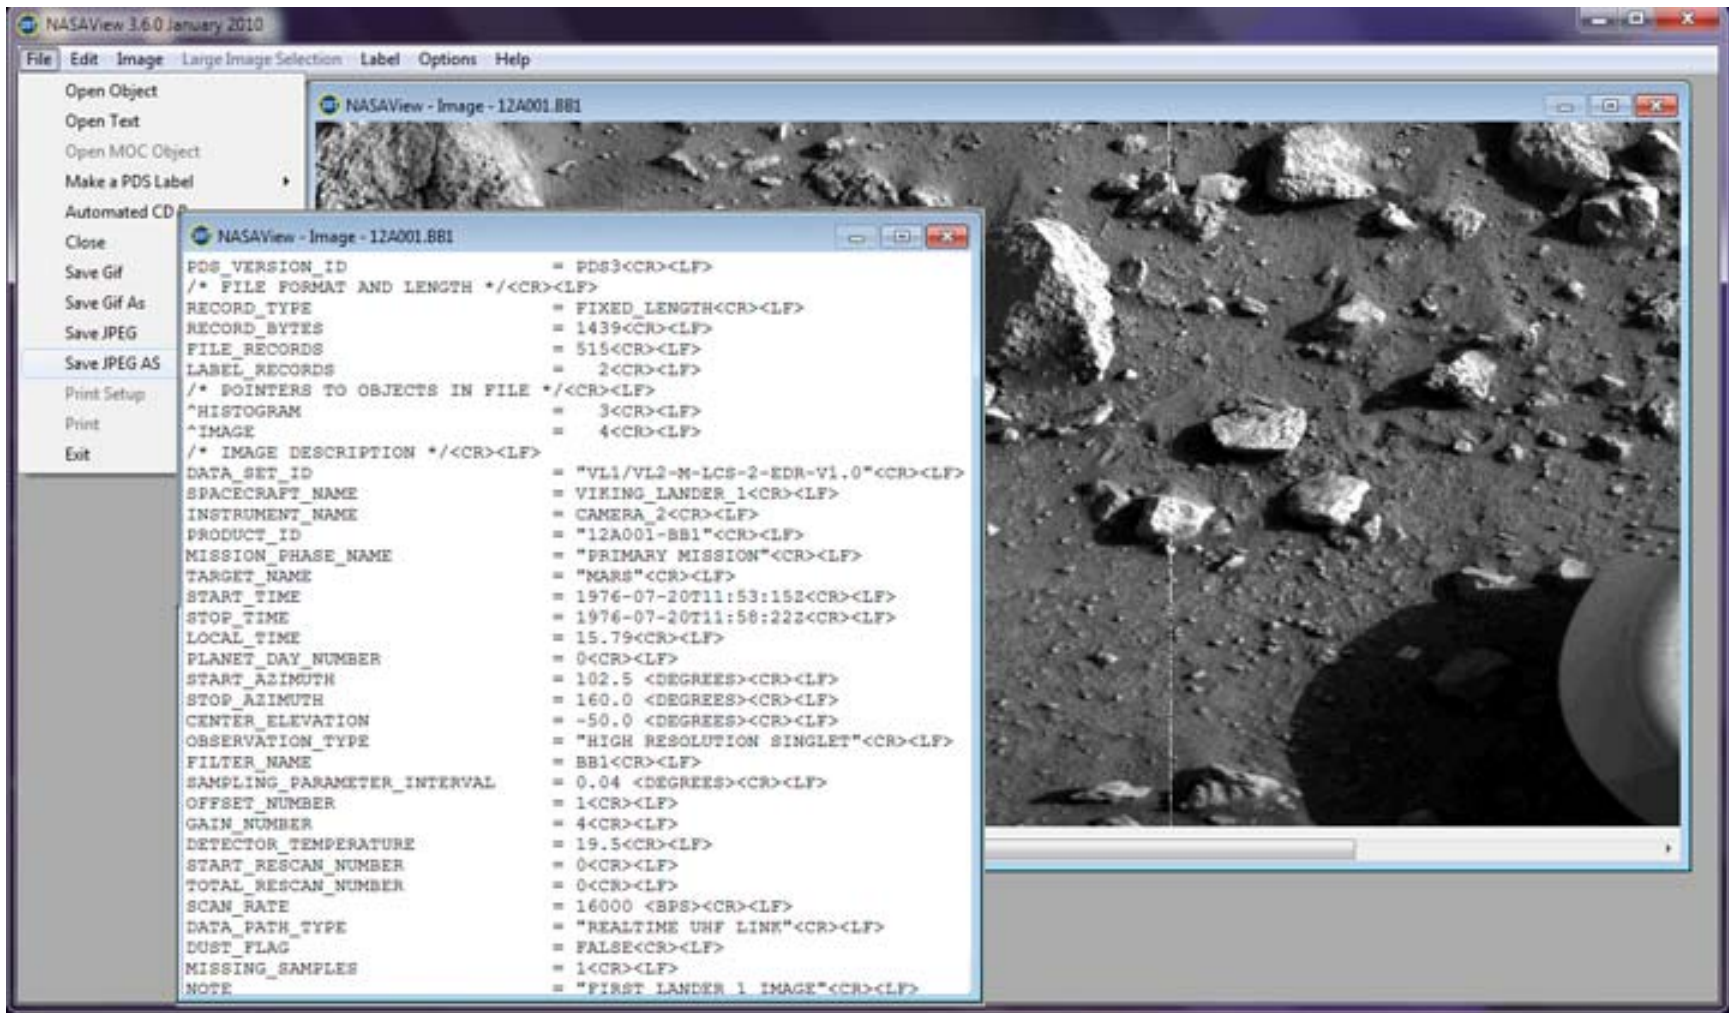 NASAView 3.6.0 January 2010
File Edit Image Large Image Selection Label Options Help
Open Object
Open Text
Open MOC Object
Make a PDS Label
Automated CD
Close
Save Gif
Save Gif As
Save JPEG
Save JPEG AS
Print Setup
Print
Exit
NASAView - Image - 12A001.BB1
NASAView - Image - 12A001.BB1
PDS_VERSION_ID = PDS3<CR><LF>
/* FILE FORMAT AND LENGTH */<CR><LF>
RECORD_TYPE = FIXED_LENGTH<CR><LF>
RECORD_BYTES = 1439<CR><LF>
FILE_RECORDS = 515<CR><LF>
LABEL_RECORDS = 2<CR><LF>
/* POINTERS TO OBJECTS IN FILE */<CR><LF>
^HISTOGRAM = 3<CR><LF>
^IMAGE = 4<CR><LF>
/* IMAGE DESCRIPTION */<CR><LF>
DATA_SET_ID = "VL1/VL2-M-LCS-2-EDR-V1.0"<CR><LF>
SPACECRAFT_NAME = VIKING_LANDER_1<CR><LF>
INSTRUMENT_NAME = CAMERA_2<CR><LF>
PRODUCT_ID = "12A001-BB1"<CR><LF>
MISSION_PHASE_NAME = "PRIMARY MISSION"<CR><LF>
TARGET_NAME = "MARS"<CR><LF>
START_TIME = 1976-07-20T11:53:15Z<CR><LF>
STOP_TIME = 1976-07-20T11:58:22Z<CR><LF>
LOCAL_TIME = 15.79<CR><LF>
PLANET_DAY_NUMBER = 0<CR><LF>
START_AZIMUTH = 102.5 <DEGREES><CR><LF>
STOP_AZIMUTH = 160.0 <DEGREES><CR><LF>
CENTER_ELEVATION = -50.0 <DEGREES><CR><LF>
OBSERVATION_TYPE = "HIGH RESOLUTION SINGLET"<CR><LF>
FILTER_NAME = BB1<CR><LF>
SAMPLING_PARAMETER_INTERVAL = 0.04 <DEGREES><CR><LF>
OFFSET_NUMBER = 1<CR><LF>
GAIN_NUMBER = 4<CR><LF>
DETECTOR_TEMPERATURE = 19.5<CR><LF>
START_RESCAN_NUMBER = 0<CR><LF>
TOTAL_RESCAN_NUMBER = 0<CR><LF>
SCAN_RATE = 16000 <BPS><CR><LF>
DATA_PATH_TYPE = "REALTIME UHF LINK"<CR><LF>
DUST_FLAG = FALSE<CR><LF>
MISSING_SAMPLES = 1<CR><LF>
NOTE = "FIRST LANDER 1 IMAGE"<CR><LF>